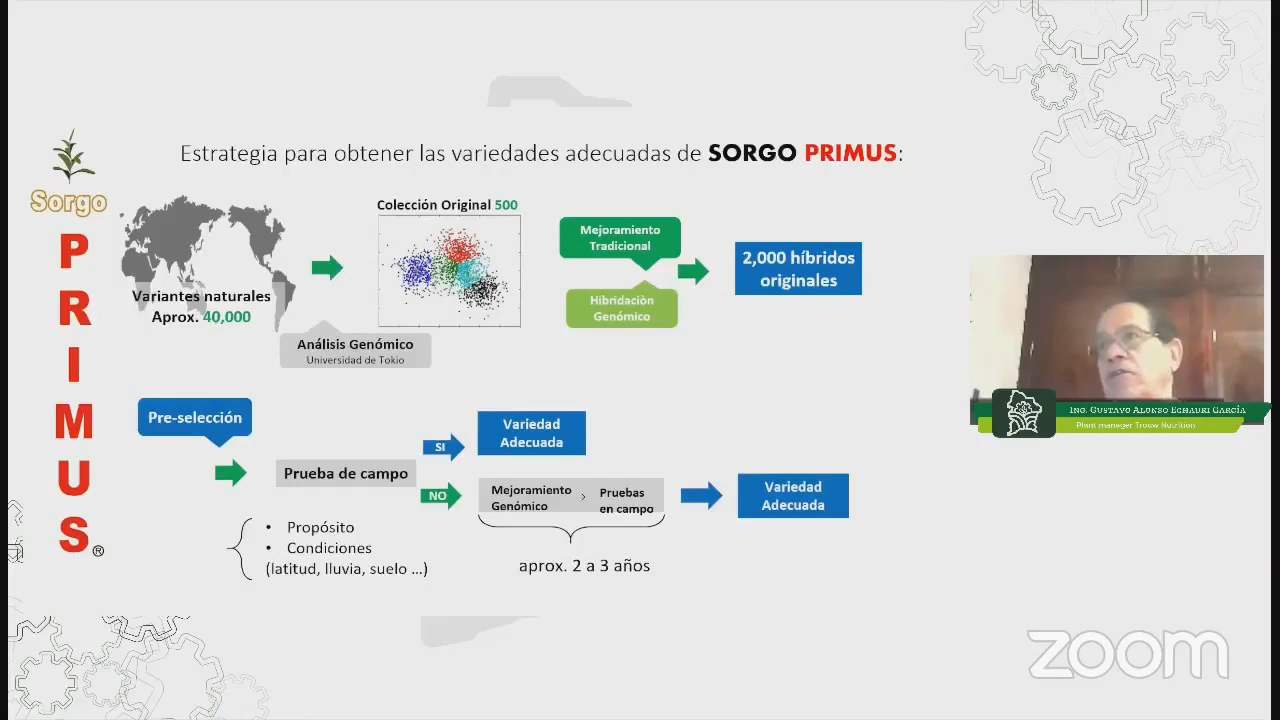 Estrategia para obtener las variedades adecuadas de SORGO PRIMUS:
Sorgo
PRIMUS®
Variantes naturales
Aprox. 40,000
Análisis Genómico
Universidad de Tokio
Colección Original 500
Mejoramiento
Tradicional
Hibridaciòn
Genómico
2,000 híbridos
originales
Pre-selección
Prueba de campo
SI
Variedad
Adecuada
NO
Mejoramiento
Genómico
›
Pruebas
en campo
Variedad
Adecuada
• Propósito
• Condiciones
(latitud, lluvia, suelo ...)
aprox. 2 a 3 años
Ing. Gustavo Alonso Echauri García
Plant manager Trouw Nutrition
zoom